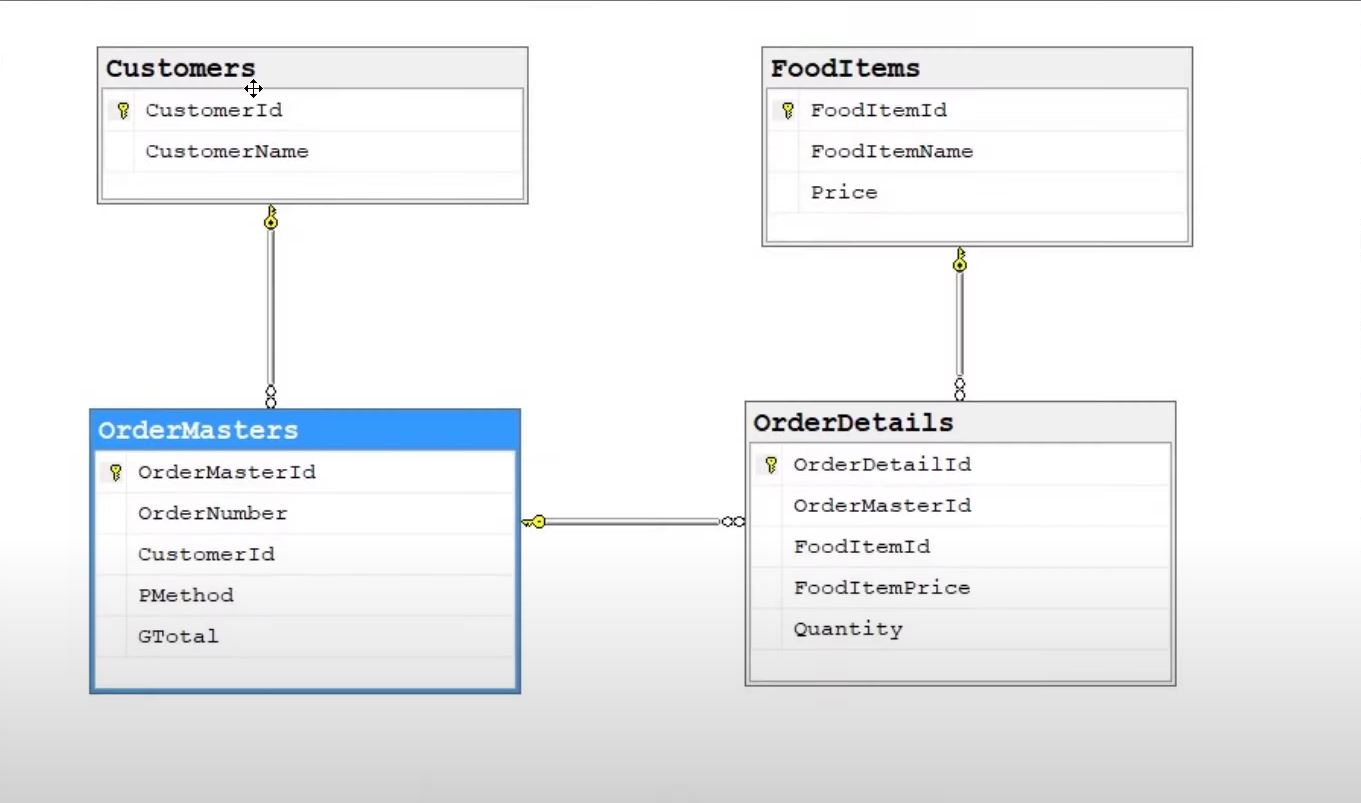 Customers
CustomerId
CustomerName
FoodItems
FoodItemId
FoodItemName
Price
OrderMasters
OrderMasterId
OrderNumber
CustomerId
PMethod
GTotal
OrderDetails
OrderDetailId
OrderMasterId
FoodItemId
FoodItemPrice
Quantity